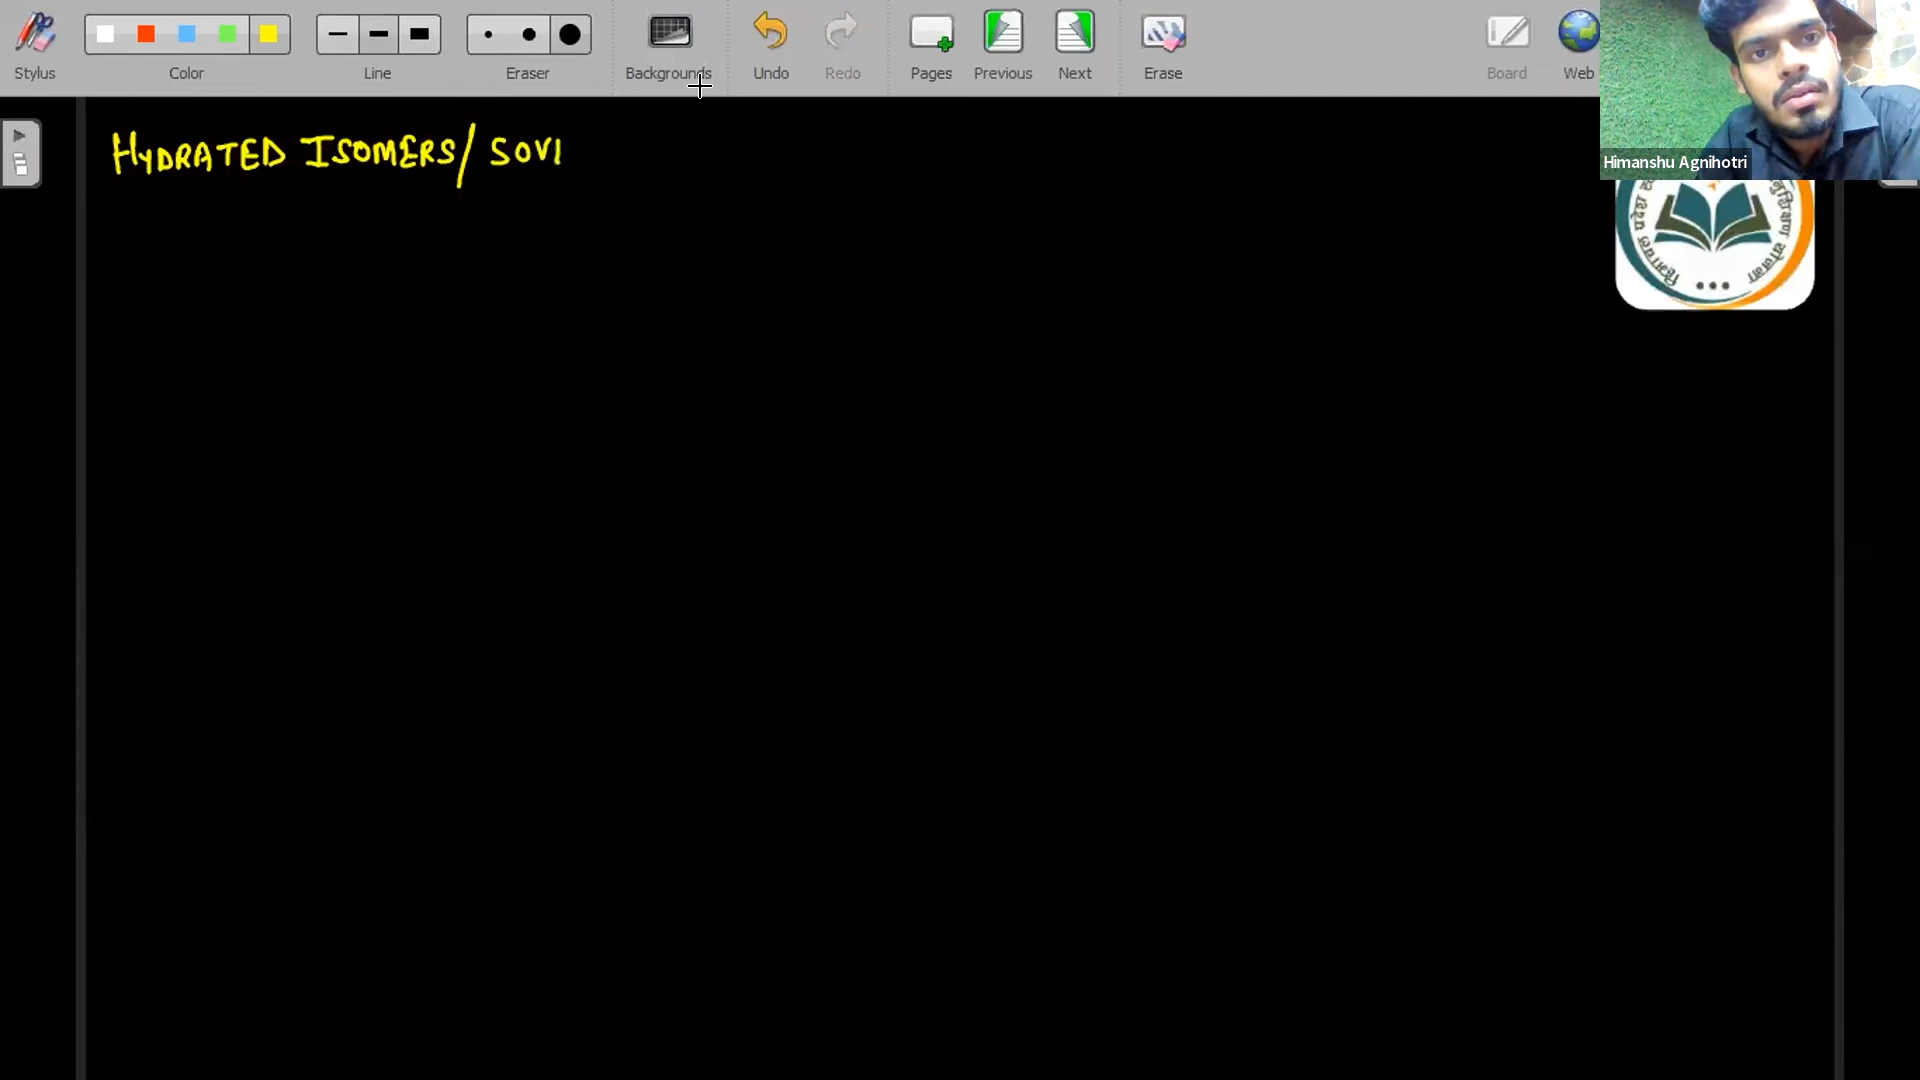 Stylus Color Line Eraser Backgrounds Undo Redo Pages Previous Next Erase Board Web
Himanshu Agnihotri
HYDRATED ISOMERS/ SOVI